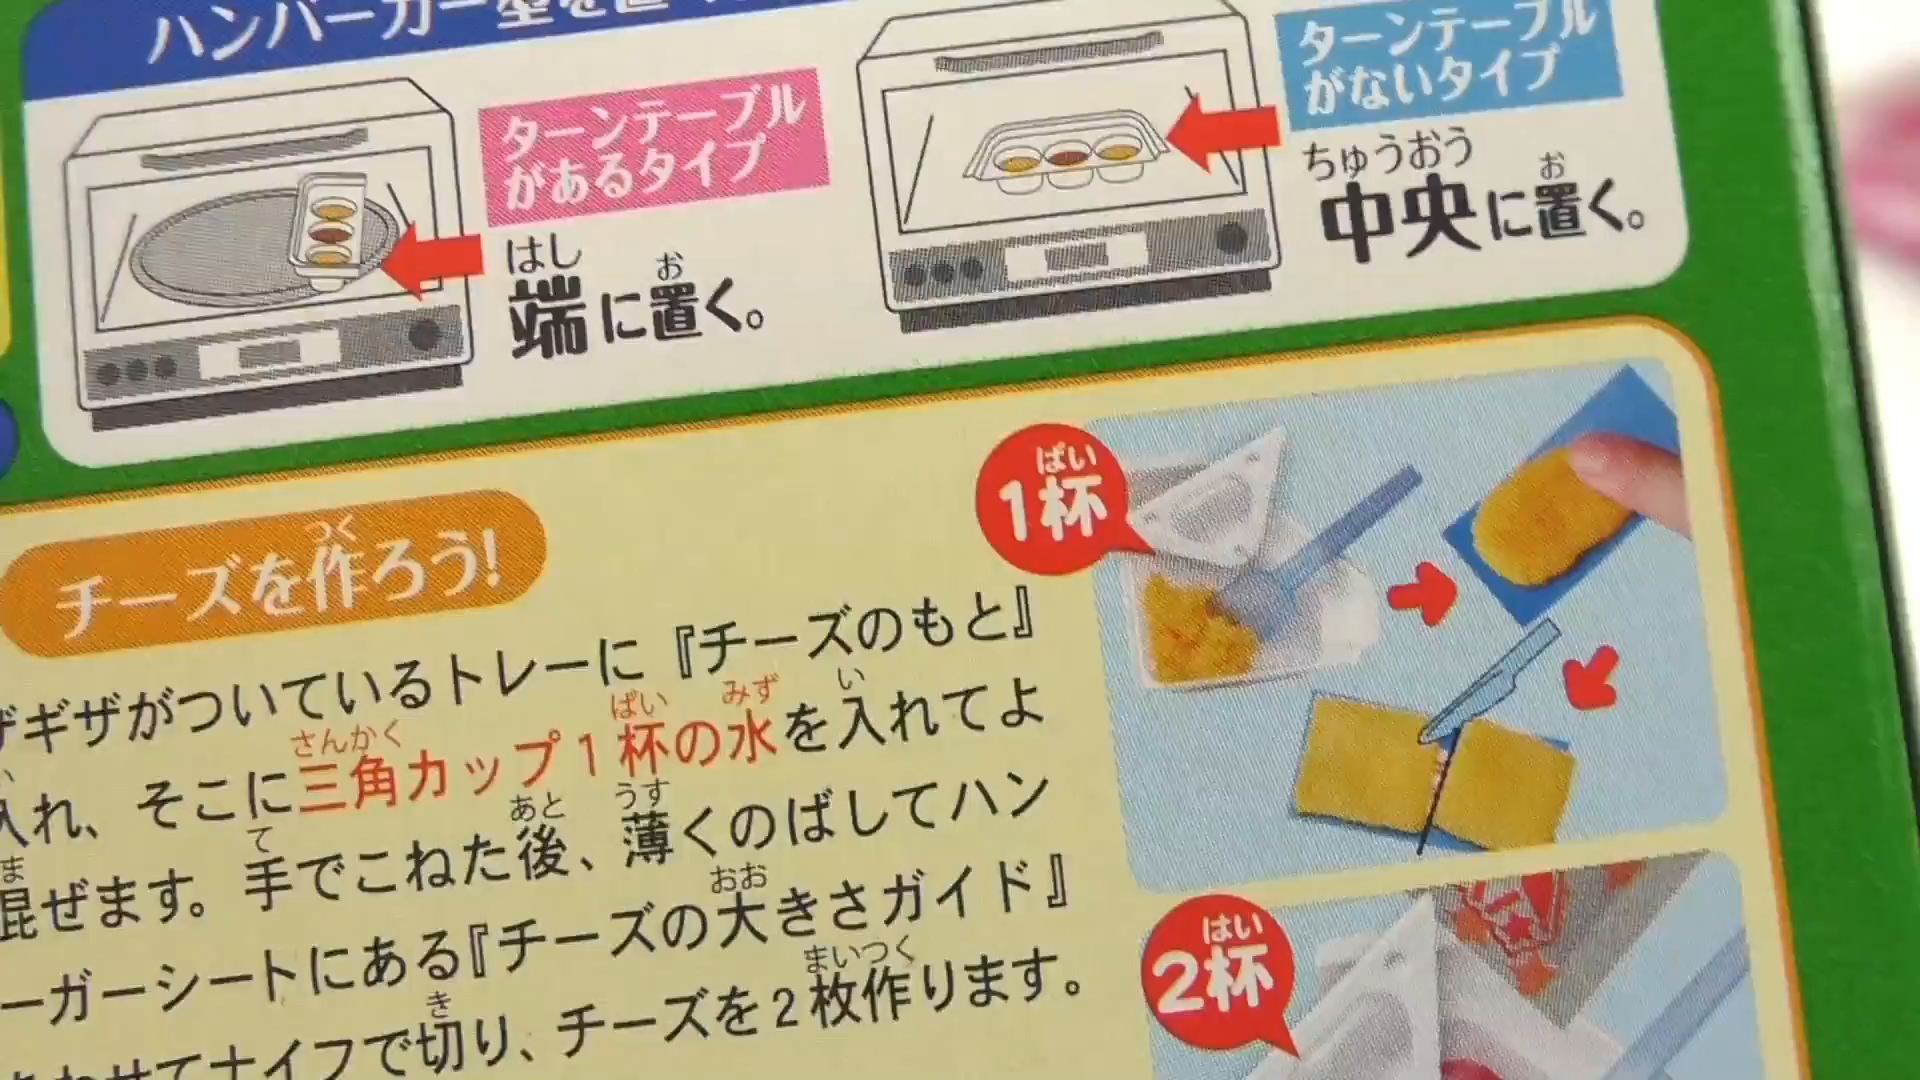 ハンバーガー型を置
ターンテーブル
があるタイプ
はし
お
端に置く。
ターンテーブル
がないタイプ
ちゅうおう
お
中央に置く。
つく
チーズを作ろう!
ぱい
1杯
ザギザがついているトレーに『チーズのもと』
さんかく
ぱい
みず
い
入れ、そこに三角カップ1杯の水を入れてよ
ま
て
あと
うす
混ぜます。手でこねた後、薄くのばしてハン
おお
ーガーシートにある『チーズの大きさガイド』
き
まいつく
あわせてナイフで切り、チーズを2枚作ります。
はい
2杯